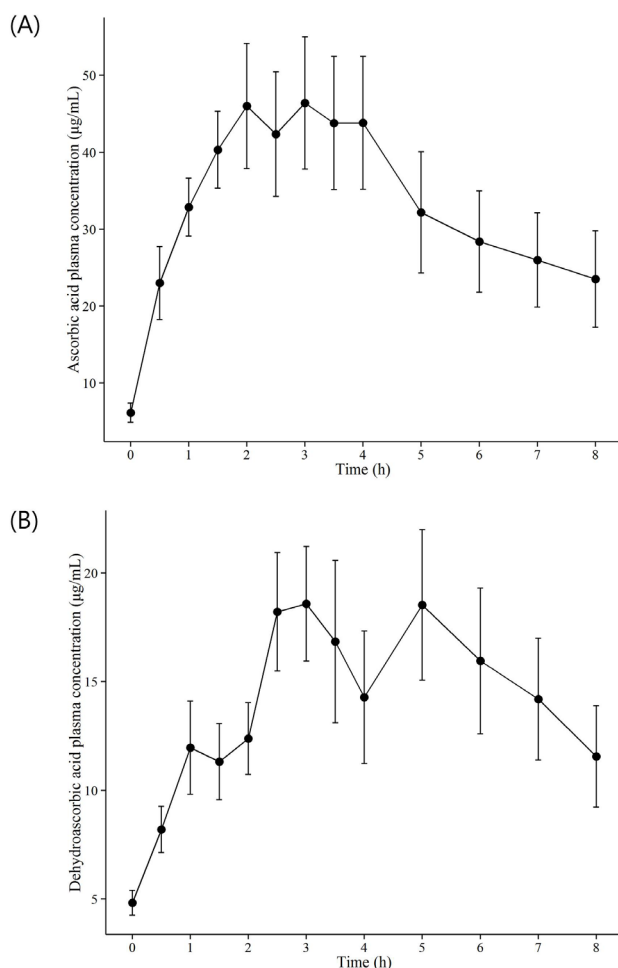 (A)
Ascorbic acid plasma concentration (μg/mL)
50
40
30
20
10
0 1 2 3 4 5 6 7 8
Time (h)
(B)
Dehydroascorbic acid plasma concentration (μg/mL)
20
15
10
5
0 1 2 3 4 5 6 7 8
Time (h)